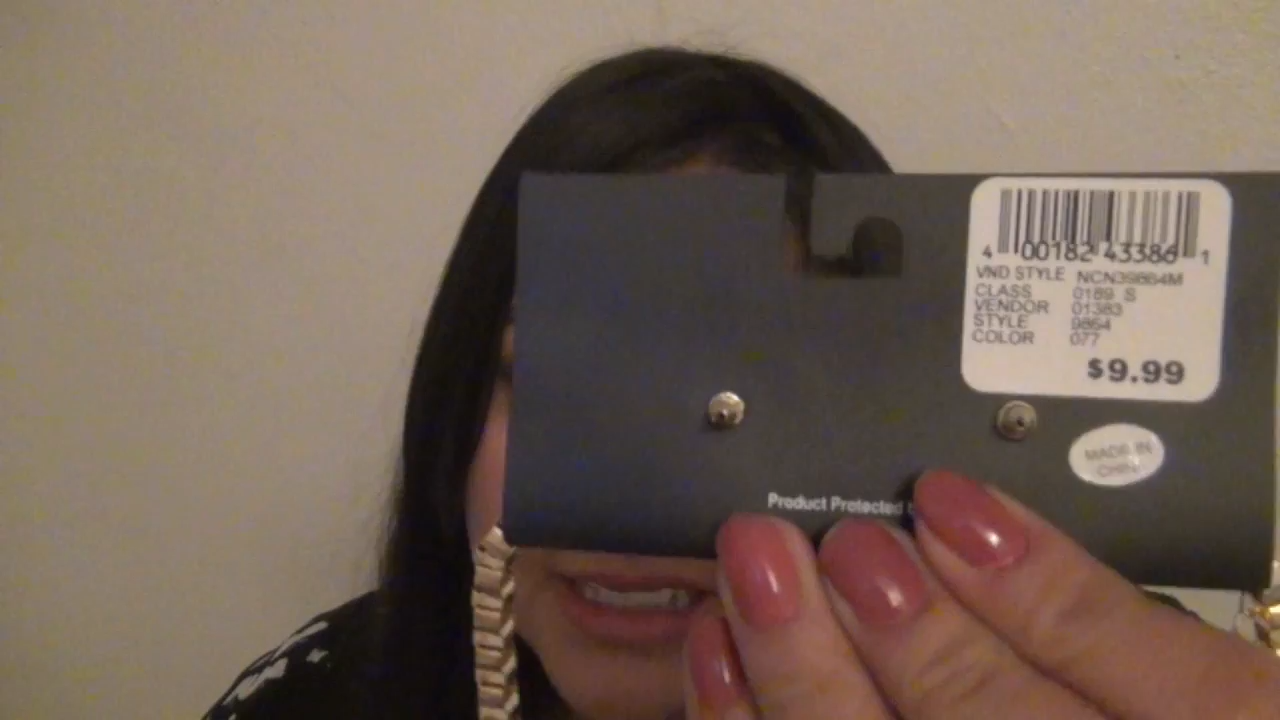 4 00182 43386 1
VND STYLE NCN39864M
CLASS 0189 S
VENDOR 01383
STYLE 9864
COLOR 077
$9.99
MADE IN
CHINA
Product Protected